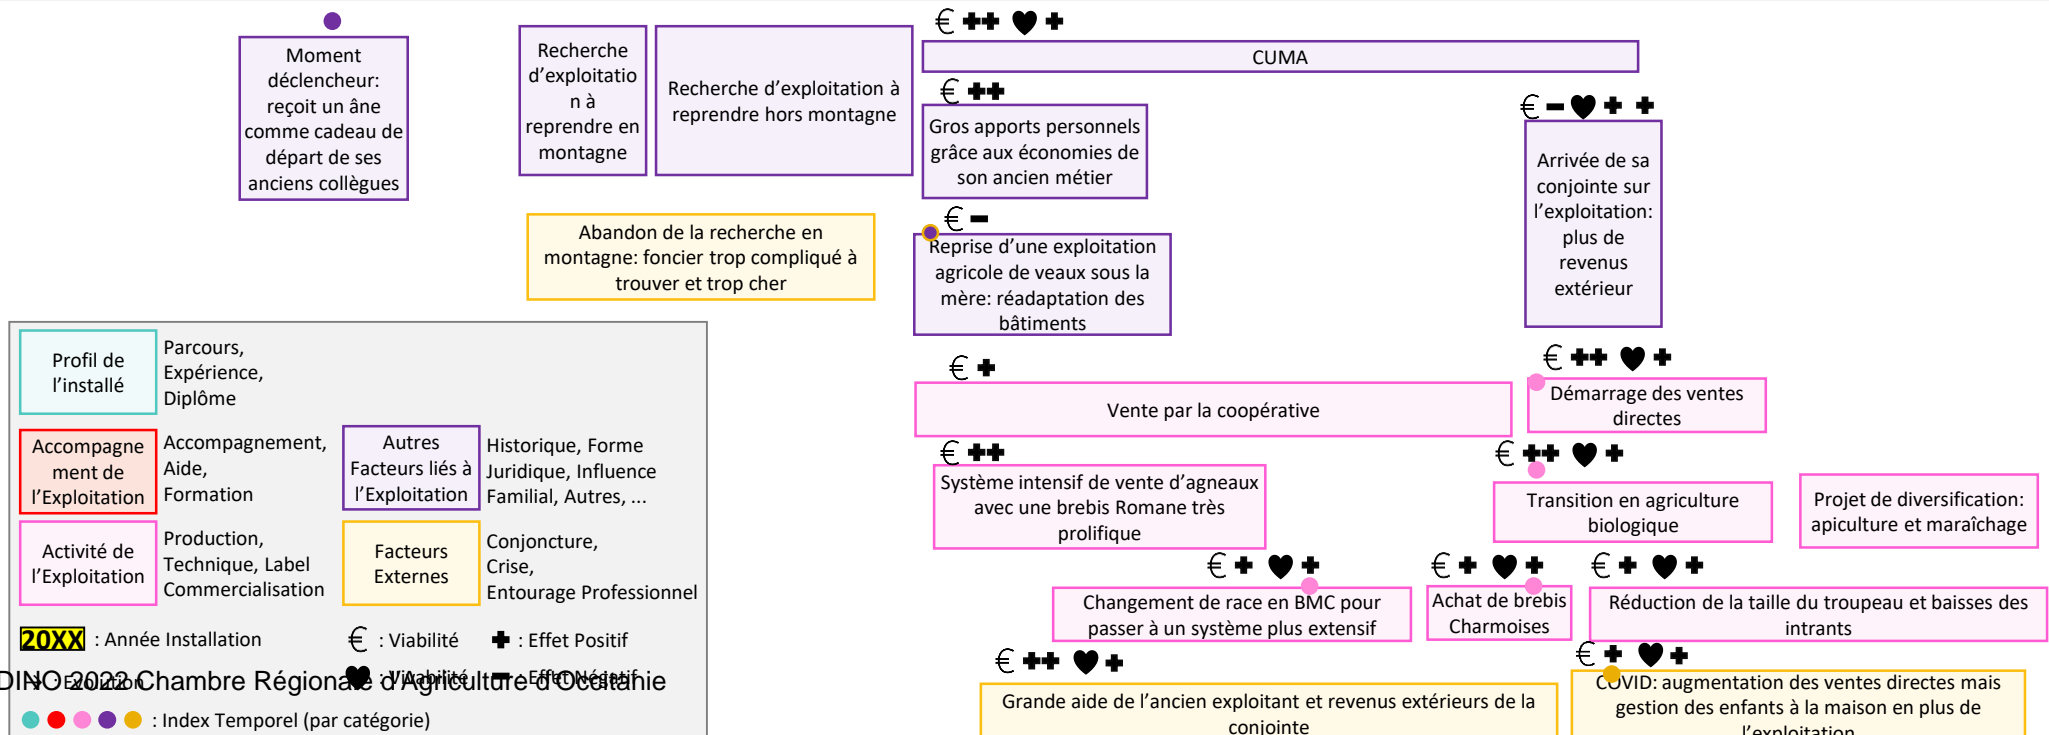 Moment
déclencheur:
reçoit un âne
comme cadeau de
départ de ses
anciens collègues
Recherche
d'exploitatio
n à
reprendre en
montagne
Recherche d'exploitation à
reprendre hors montagne
€ ++ ♥ +
CUMA
€ ++
Gros apports personnels
grâce aux économies de
son ancien métier
€ - ♥ + +
Arrivée de sa
conjointe sur
l'exploitation:
plus de
revenus
extérieur
Abandon de la recherche en
montagne: foncier trop compliqué à
trouver et trop cher
€ -
Reprise d'une exploitation
agricole de veaux sous la
mère: réadaptation des
bâtiments
€ +
Vente par la coopérative
€ ++ ♥ +
Démarrage des ventes
directes
€ ++
Système intensif de vente d'agneaux
avec une brebis Romane très
prolifique
€ ++ ♥ +
Transition en agriculture
biologique
Projet de diversification:
apiculture et maraîchage
€ + ♥ +
Changement de race en BMC pour
passer à un système plus extensif
€ + ♥ +
Achat de brebis
Charmoises
€ + ♥ +
Réduction de la taille du troupeau et baisses des
intrants
€ ++ ♥ +
Grande aide de l'ancien exploitant et revenus extérieurs de la
conjointe
€ + ♥ +
COVID: augmentation des ventes directes mais
gestion des enfants à la maison en plus de
l'exploitation
Profil de
l'installé
Parcours,
Expérience,
Diplôme
Accompagne
ment de
l'Exploitation
Accompagnement,
Aide,
Formation
Autres
Facteurs liés à
l'Exploitation
Historique, Forme
Juridique, Influence
Familial, Autres, ...
Activité de
l'Exploitation
Production,
Technique, Label
Commercialisation
Facteurs
Externes
Conjoncture,
Crise,
Entourage Professionnel
20XX : Année Installation
€ : Viabilité
+ : Effet Positif
: Evolution
♥ : Vivabilité
- : Effet Négatif
DINO 2022 Chambre Régionale d'Agriculture d'Occitanie
: Index Temporel (par catégorie)